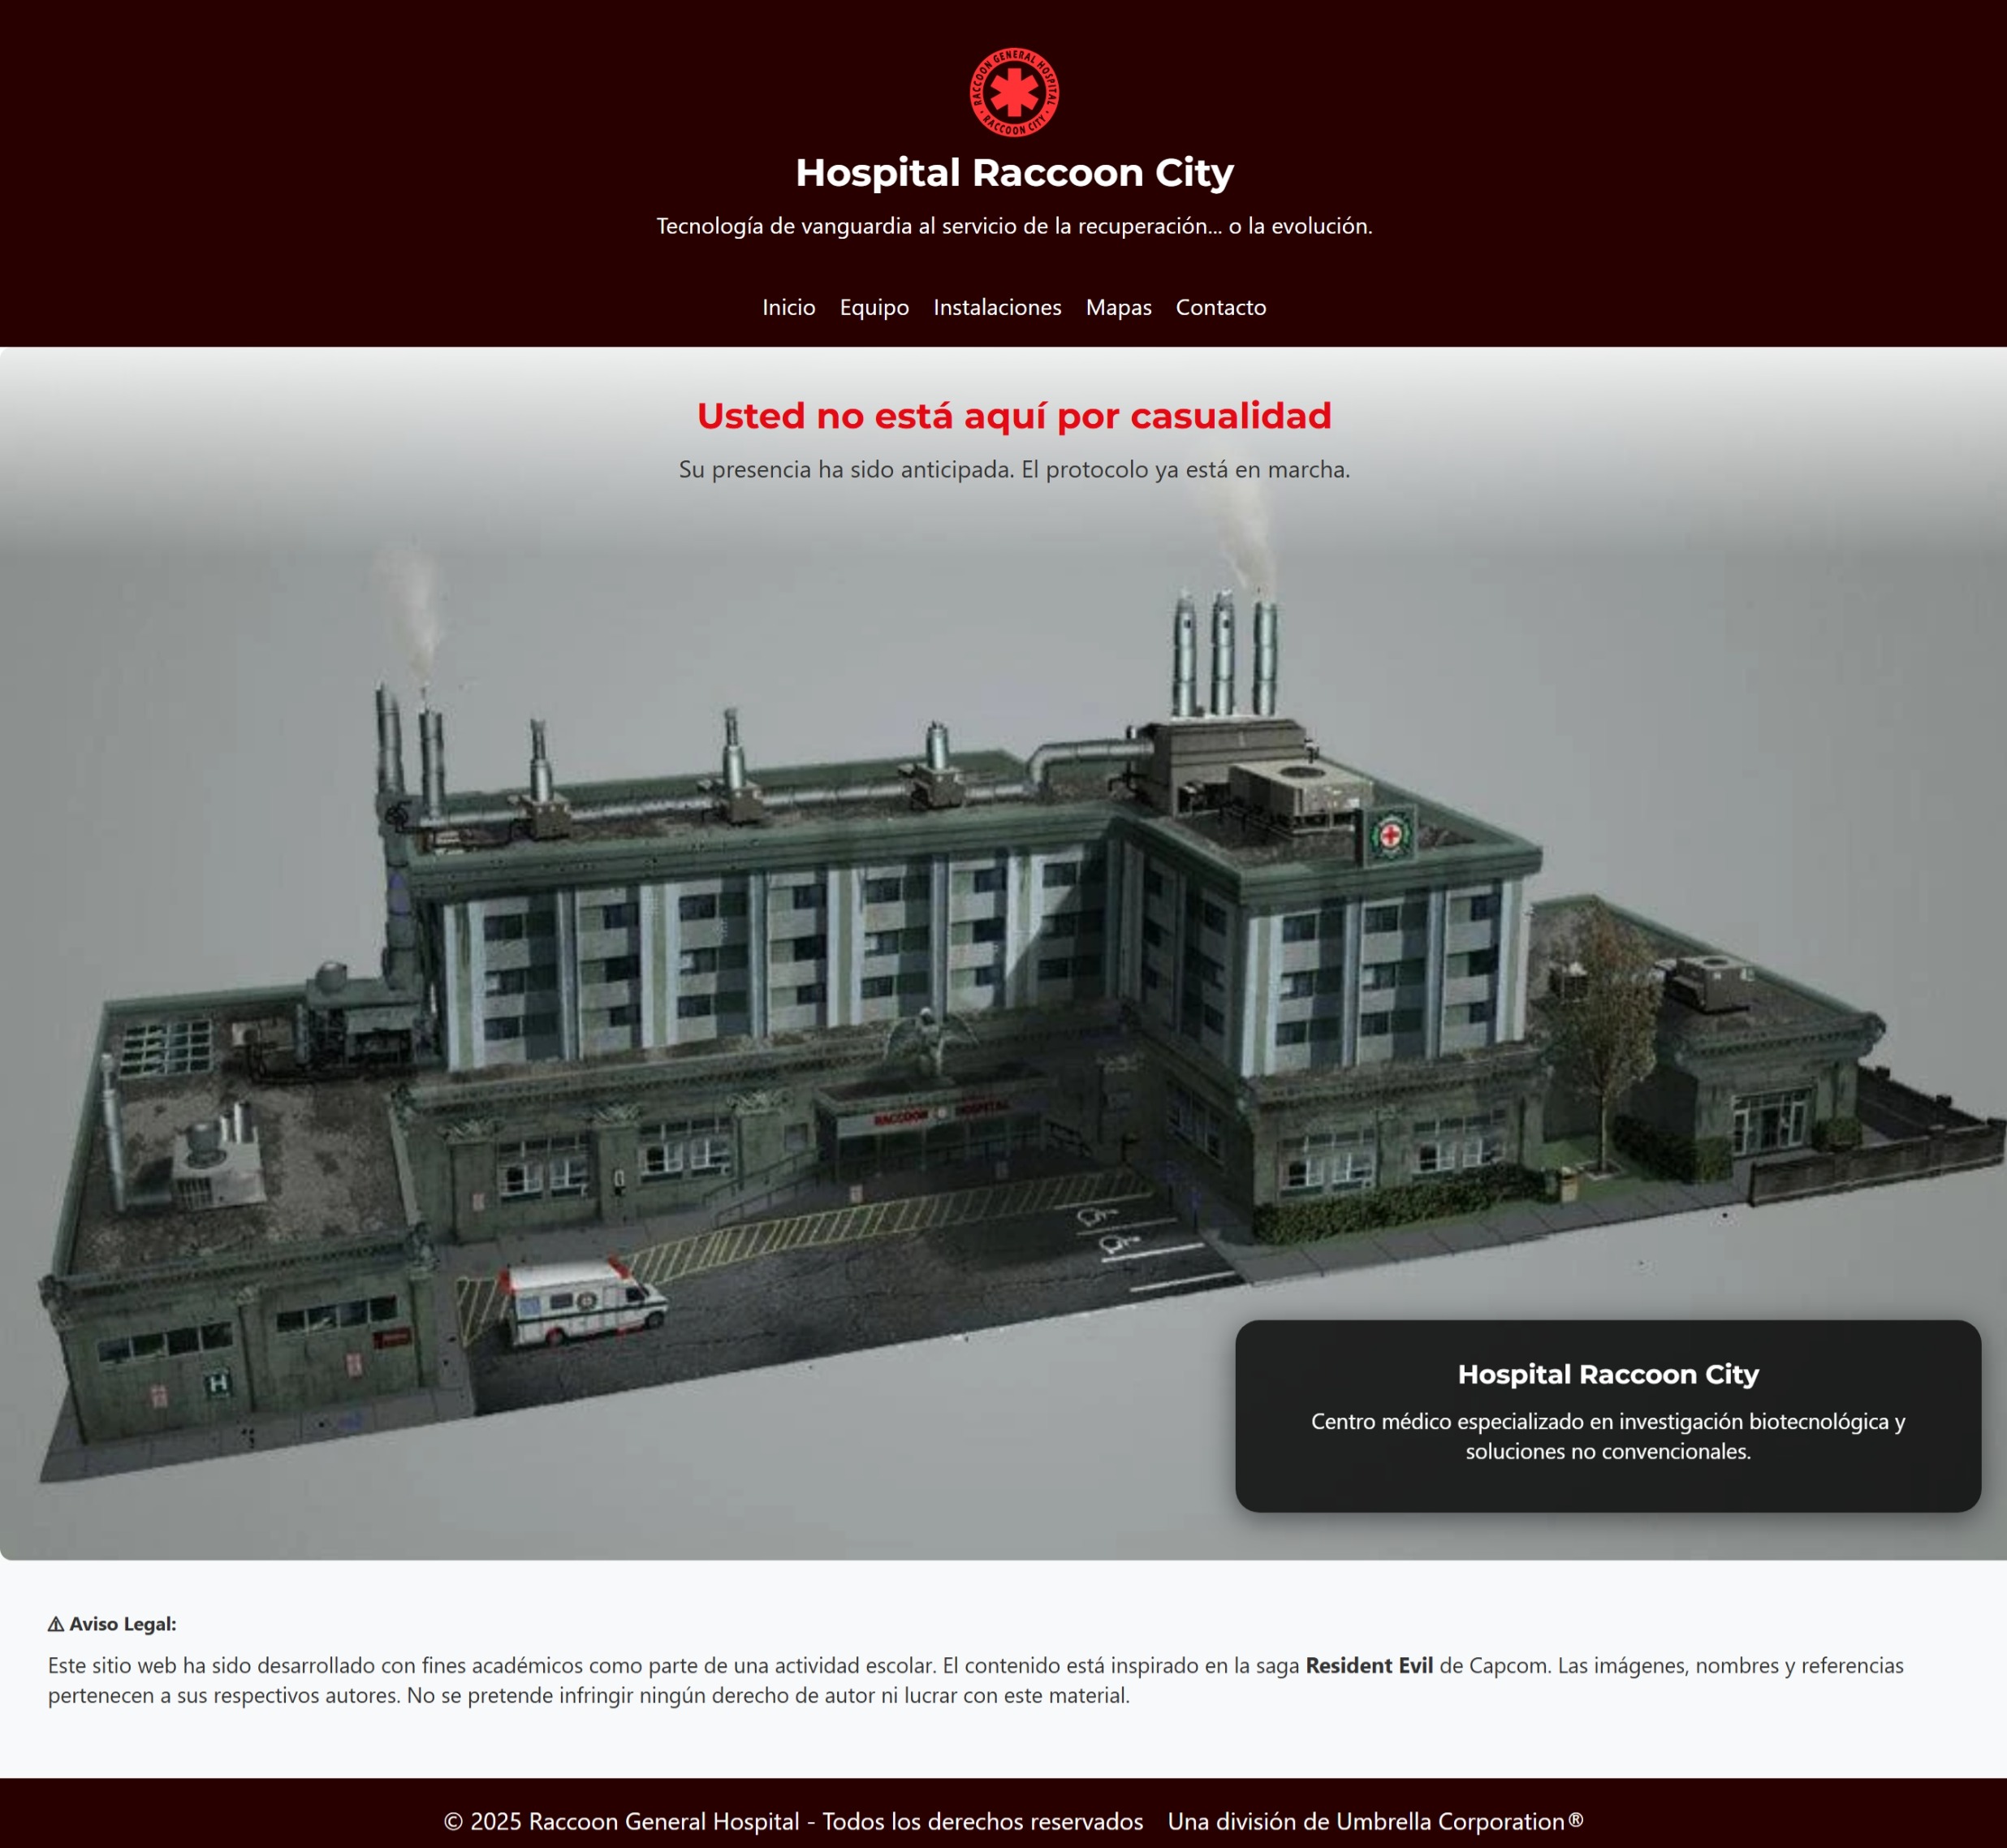 RACCOON GENERAL HOSPITAL
RACCOON CITY
Hospital Raccoon City
Tecnología de vanguardia al servicio de la recuperación... o la evolución.
Inicio Equipo Instalaciones Mapas Contacto
Usted no está aquí por casualidad
Su presencia ha sido anticipada. El protocolo ya está en marcha.
RACCOON HOSPITAL
H
Hospital Raccoon City
Centro médico especializado en investigación biotecnológica y
soluciones no convencionales.
⚠ Aviso Legal:
Este sitio web ha sido desarrollado con fines académicos como parte de una actividad escolar. El contenido está inspirado en la saga Resident Evil de Capcom. Las imágenes, nombres y referencias
pertenecen a sus respectivos autores. No se pretende infringir ningún derecho de autor ni lucrar con este material.
© 2025 Raccoon General Hospital - Todos los derechos reservados Una división de Umbrella Corporation®